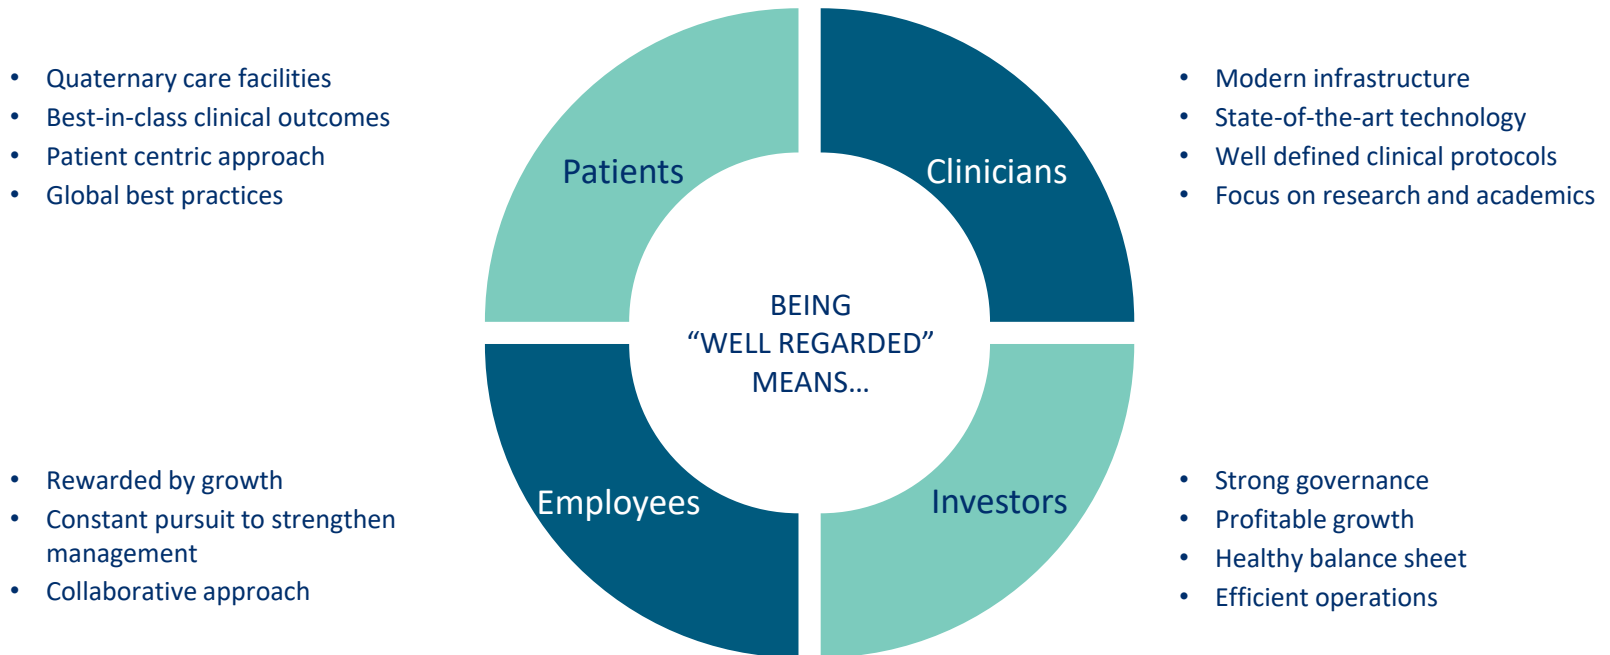 • Quaternary care facilities
• Best-in-class clinical outcomes
• Patient centric approach
• Global best practices
Patients
Clinicians
• Modern infrastructure
• State-of-the-art technology
• Well defined clinical protocols
• Focus on research and academics
BEING
“WELL REGARDED”
MEANS…
• Rewarded by growth
• Constant pursuit to strengthen
management
• Collaborative approach
Employees
Investors
• Strong governance
• Profitable growth
• Healthy balance sheet
• Efficient operations